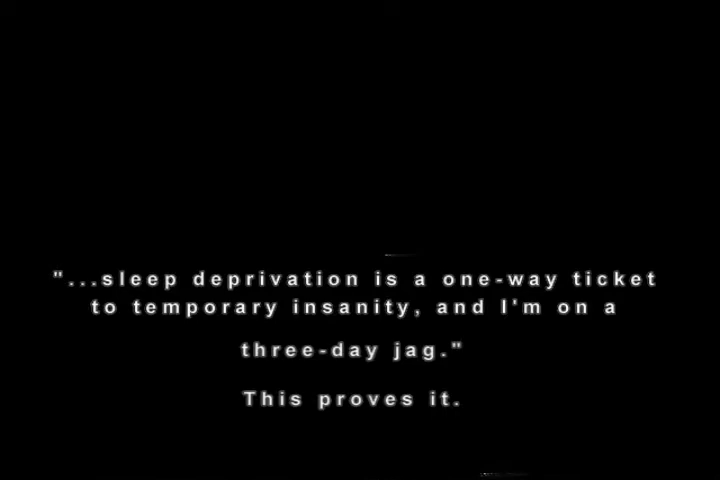 "...sleep deprivation is a one-way ticket
to temporary insanity, and I'm on a
three-day jag."
This proves it.